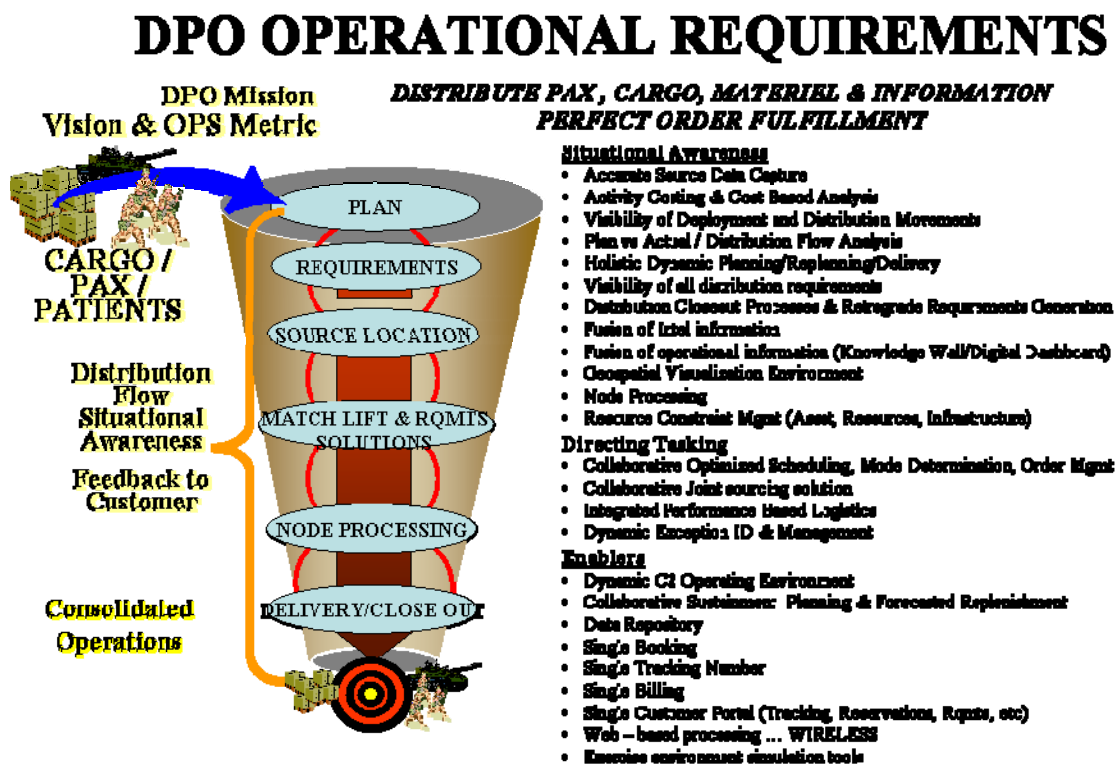 DPO OPERATIONAL REQUIREMENTS
DPO Mission
Vision & OPS Metric
DISTRIBUTE PAX, CARGO, MATERIEL & INFORMATION
PERFECT ORDER FULFILLMENT
CARGO /
PAX /
PATIENTS
Distribution
Flow
Situational
Awareness
Feedback to
Customer
Consolidated
Operations
PLAN
REQUIREMENTS
SOURCE LOCATION
MATCH LIFT & RQMTS
SOLUTIONS
NODE PROCESSING
DELIVERY/CLOSE OUT
Situational Awareness
• Accurate Source Data Capture
• Activity Costing & Cost Based Analysis
• Visibility of Deployment and Distribution Movements
• Plan vs Actual / Distribution Flow Analysis
• Holistic Dynamic Planning/Replanning/Delivery
• Visibility of all distribution requirements
• Distribution Closeout Processes & Retrograde Requirements Generation
• Fusion of Intel information
• Fusion of operational information (Knowledge Wall/Digital Dashboard)
• Geospatial Visualization Environment
• Node Processing
• Resource Constraint Mgmt (Asset, Resources, Infrastructure)
Directing Tasking
• Collaborative Optimized Scheduling, Mode Determination, Order Mgmt
• Collaborative Joint sourcing solution
• Integrated Performance Based Logistics
• Dynamic Exception ID & Management
Enablers
• Dynamic C2 Operating Environment
• Collaborative Sustainment Planning & Forecasted Replenishment
• Data Repository
• Single Booking
• Single Tracking Number
• Single Billing
• Single Customer Portal (Tracking, Reservations, Rqmts, etc)
• Web – based processing ... WIRELESS
• Exercise environment simulation tools